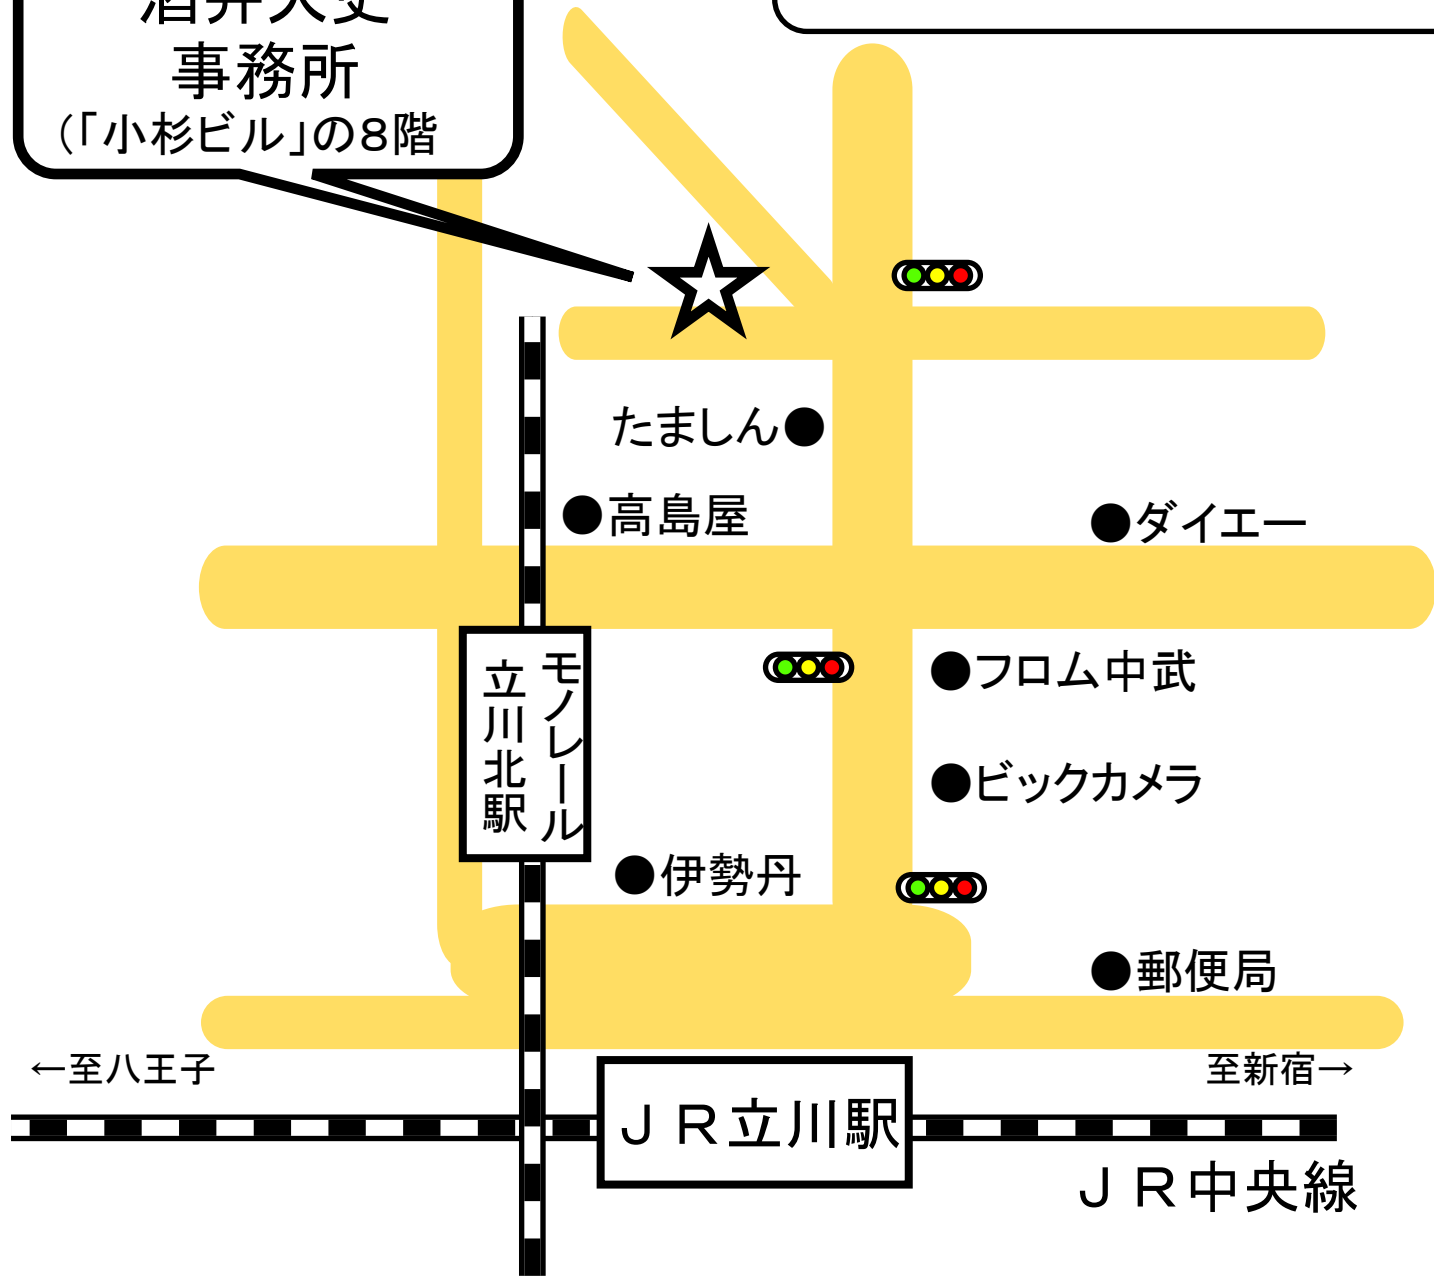 事務所
(「小杉ビル」の8階
たましん
高島屋
ダイエー
モノレール
立川北駅
フロム中武
ビックカメラ
伊勢丹
郵便局
←至八王子
至新宿→
JR立川駅
JR中央線